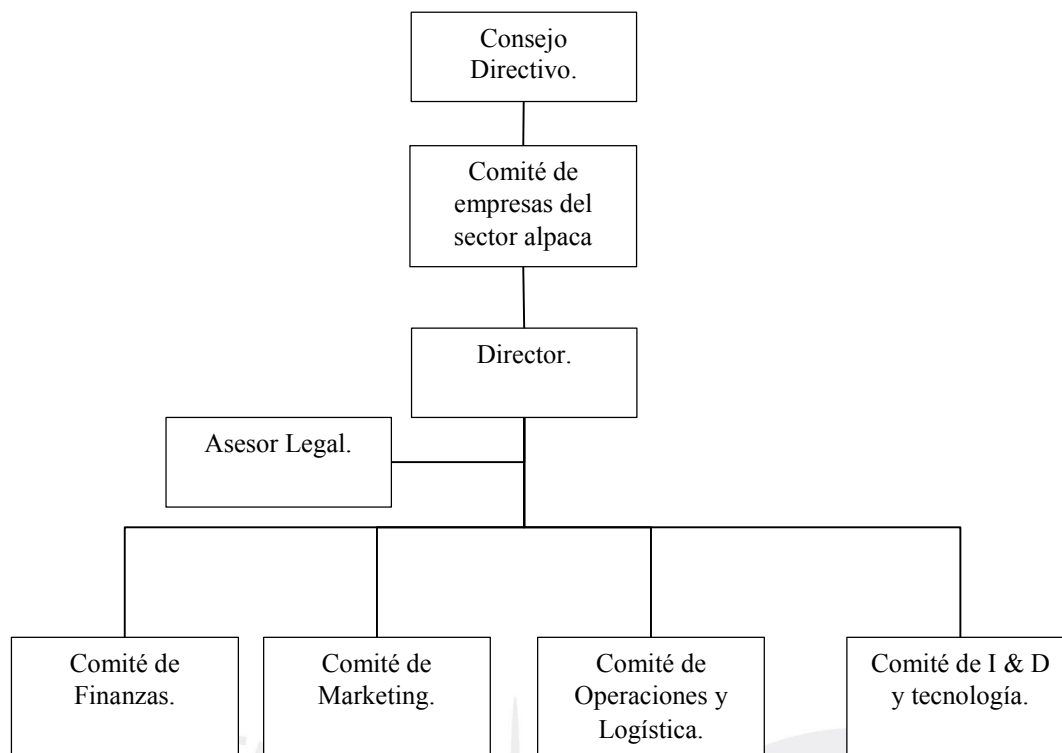 Consejo
Directivo.
Comité de
empresas del
sector alpaca
Director.
Asesor Legal.
Comité de
Finanzas.
Comité de
Marketing.
Comité de
Operaciones y
Logística.
Comité de I & D
y tecnología.